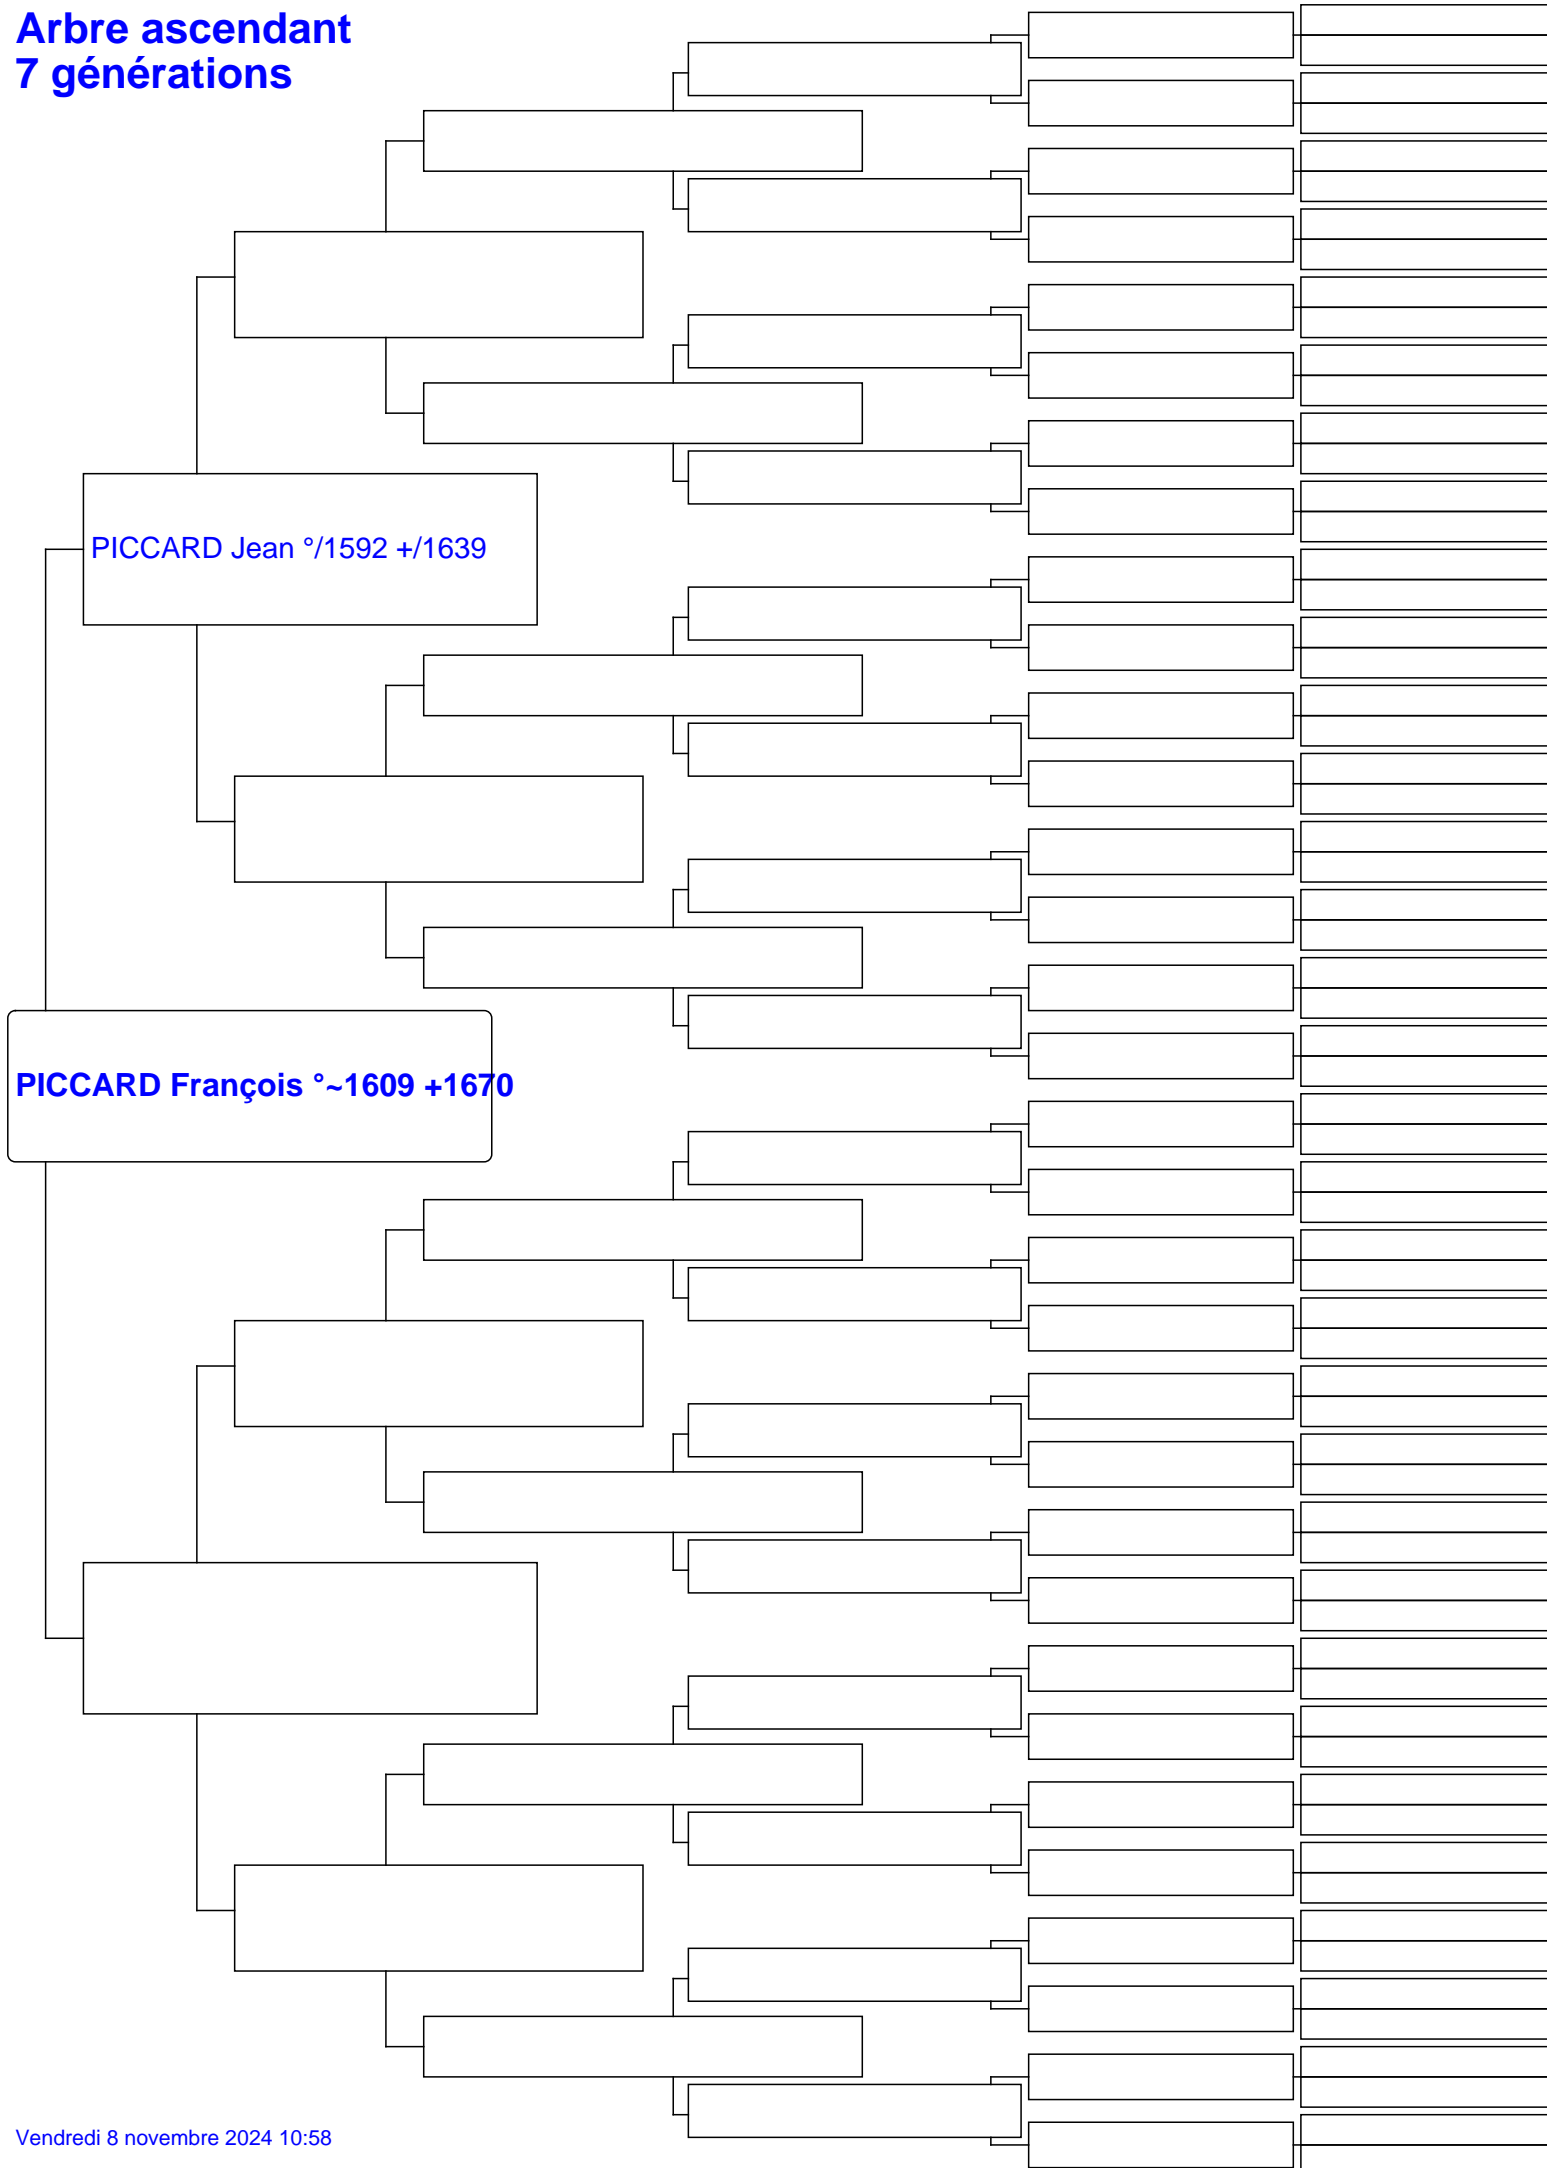 Arbre ascendant
7 générations
PICCARD Jean °/1592 +/1639
PICCARD François °~1609 +1670
Vendredi 8 novembre 2024 10:58